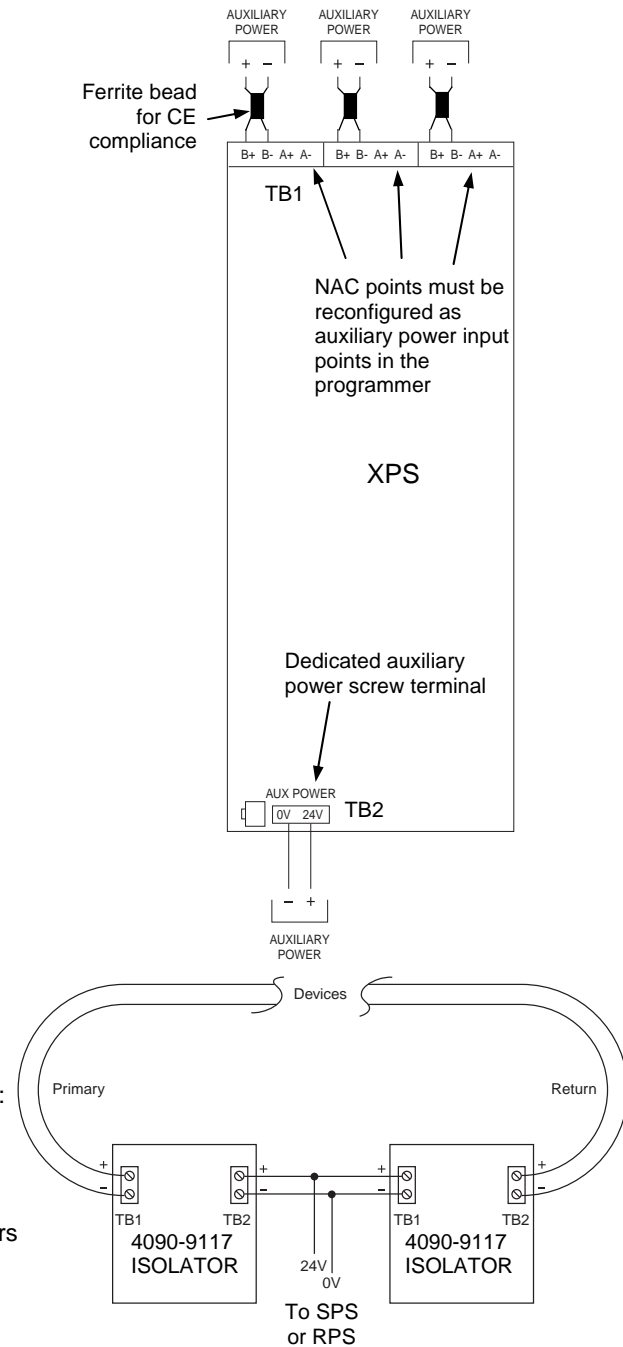 AUXILIARY POWER
AUXILIARY POWER
AUXILIARY POWER
+ −
+ −
+ −
Ferrite bead
for CE
compliance
B+ B- A+ A-
B+ B- A+ A-
B+ B- A+ A-
TB1
NAC points must be
reconfigured as
auxiliary power input
points in the
programmer
XPS
Dedicated auxiliary
power screw terminal
AUX POWER
0V 24V
TB2
− +
AUXILIARY
POWER
Devices
:
Primary
Return
+ + + +
− − − −
TB1 TB2 TB1 TB2
rs
4090-9117
ISOLATOR
4090-9117
ISOLATOR
24V
0V
To SPS
or RPS